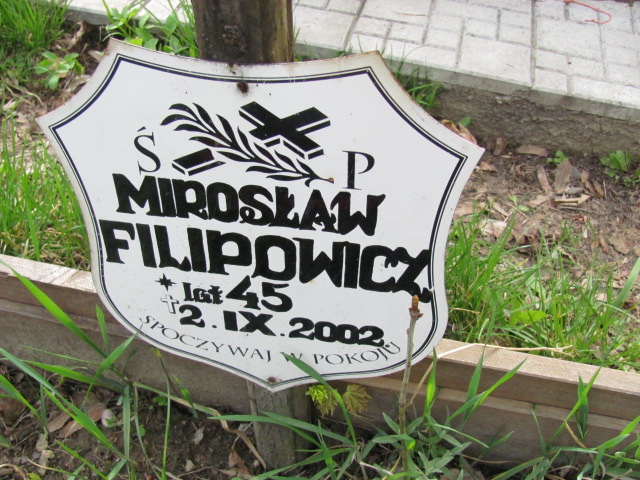 Ś P
MIROSŁAW
FILIPOWICZ
* lat 45
† 2. IX. 2002
SPOCZYWAJ W POKOJU